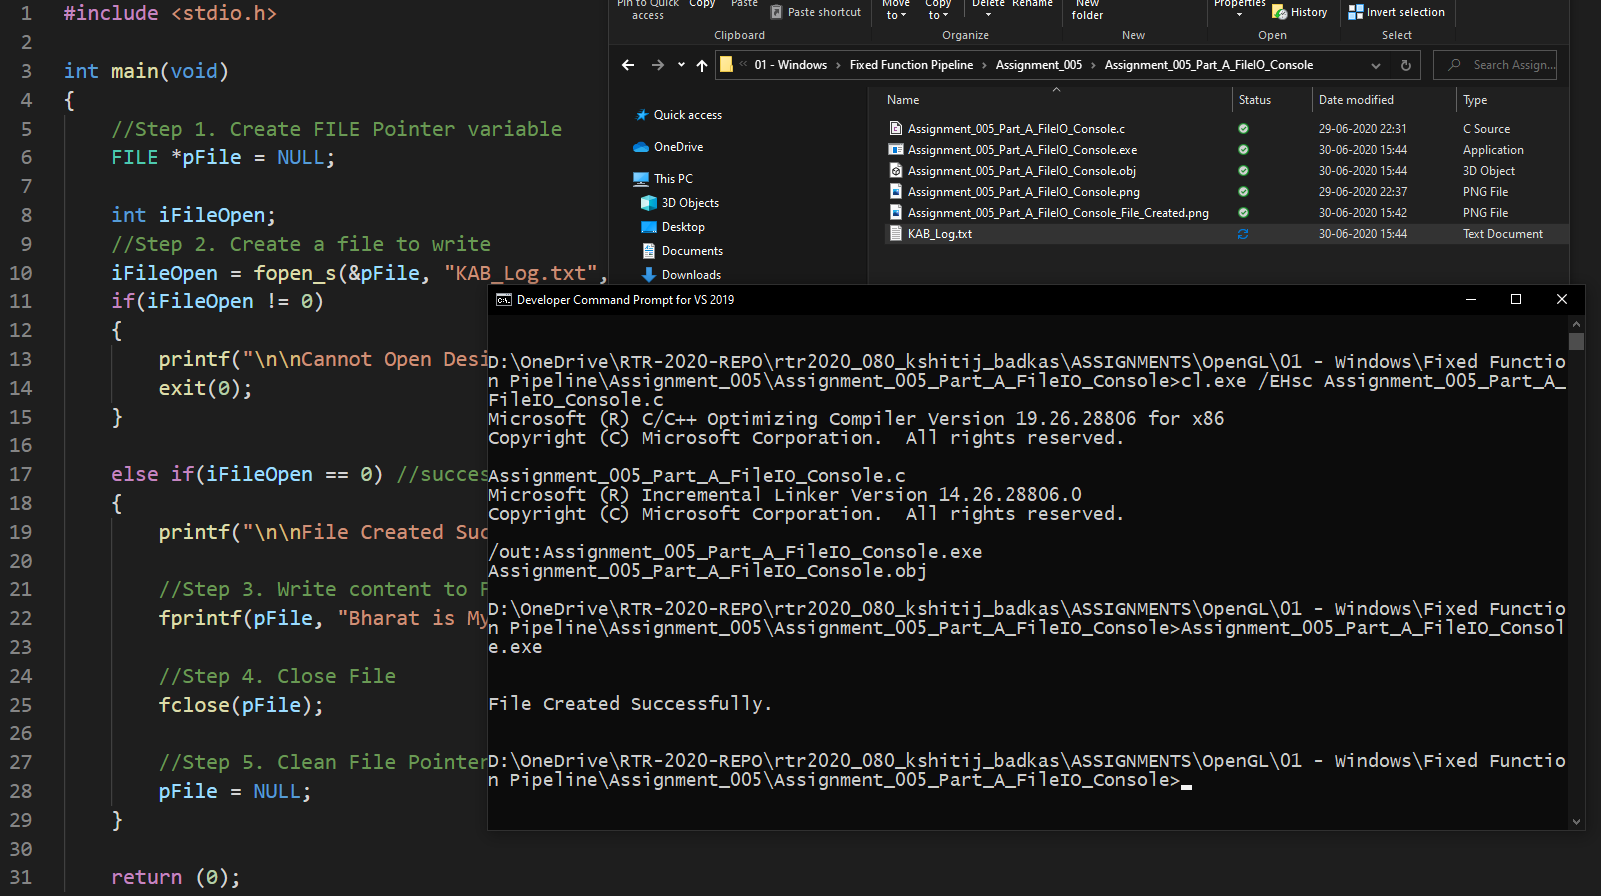 1 #include <stdio.h>
2
3 int main(void)
4 {
5 //Step 1. Create FILE Pointer variable
6 FILE *pFile = NULL;
7
8 int iFileOpen;
9 //Step 2. Create a file to write
10 iFileOpen = fopen_s(&pFile, "KAB_Log.txt",
11 if(iFileOpen != 0)
12 {
13 printf("\n\nCannot Open Desi
14 exit(0);
15 }
16
17 else if(iFileOpen == 0) //succes
18 {
19 printf("\n\nFile Created Suc
20
21 //Step 3. Write content to F
22 fprintf(pFile, "Bharat is My
23
24 //Step 4. Close File
25 fclose(pFile);
26
27 //Step 5. Clean File Pointer
28 pFile = NULL;
29 }
30
31 return (0);
Pin to Quick access Copy Paste Paste shortcut Move to Copy to Delete Rename New folder Properties History Invert selection
Clipboard Organize New Open Select
« 01 - Windows > Fixed Function Pipeline > Assignment_005 > Assignment_005_Part_A_FileIO_Console Search Assign...
Quick access
OneDrive
This PC
3D Objects
Desktop
Documents
Downloads
Name Status Date modified Type
Assignment_005_Part_A_FileIO_Console.c 29-06-2020 22:31 C Source
Assignment_005_Part_A_FileIO_Console.exe 30-06-2020 15:44 Application
Assignment_005_Part_A_FileIO_Console.obj 30-06-2020 15:44 3D Object
Assignment_005_Part_A_FileIO_Console.png 29-06-2020 22:37 PNG File
Assignment_005_Part_A_FileIO_Console_File_Created.png 30-06-2020 15:42 PNG File
KAB_Log.txt 30-06-2020 15:44 Text Document
Developer Command Prompt for VS 2019
D:\OneDrive\RTR-2020-REPO\rtr2020_080_kshitij_badkas\ASSIGNMENTS\OpenGL\01 - Windows\Fixed Functio
n Pipeline\Assignment_005\Assignment_005_Part_A_FileIO_Console>cl.exe /EHsc Assignment_005_Part_A_
FileIO_Console.c
Microsoft (R) C/C++ Optimizing Compiler Version 19.26.28806 for x86
Copyright (C) Microsoft Corporation.  All rights reserved.
Assignment_005_Part_A_FileIO_Console.c
Microsoft (R) Incremental Linker Version 14.26.28806.0
Copyright (C) Microsoft Corporation.  All rights reserved.
/out:Assignment_005_Part_A_FileIO_Console.exe
Assignment_005_Part_A_FileIO_Console.obj
D:\OneDrive\RTR-2020-REPO\rtr2020_080_kshitij_badkas\ASSIGNMENTS\OpenGL\01 - Windows\Fixed Functio
n Pipeline\Assignment_005\Assignment_005_Part_A_FileIO_Console>Assignment_005_Part_A_FileIO_Consol
e.exe
File Created Successfully.
D:\OneDrive\RTR-2020-REPO\rtr2020_080_kshitij_badkas\ASSIGNMENTS\OpenGL\01 - Windows\Fixed Functio
n Pipeline\Assignment_005\Assignment_005_Part_A_FileIO_Console>